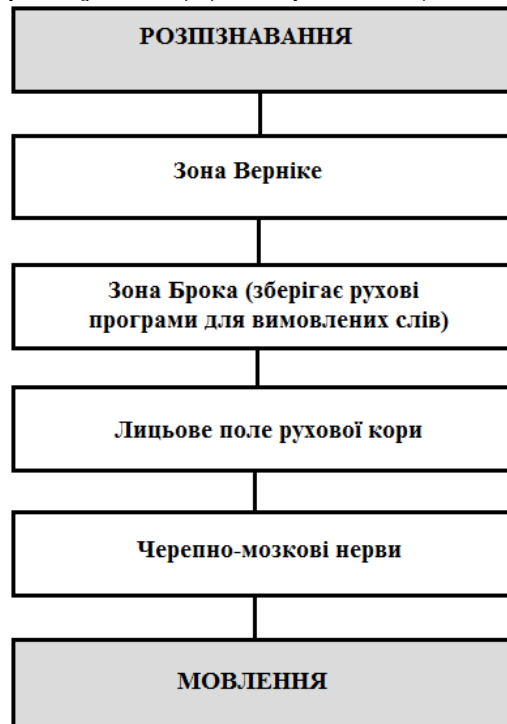 РОЗПІЗНАВАННЯ
Зона Верніке
Зона Брока (зберігає рухові
програми для вимовлених слів)
Лицьове поле рухової кори
Черепно-мозкові нерви
МОВЛЕННЯ